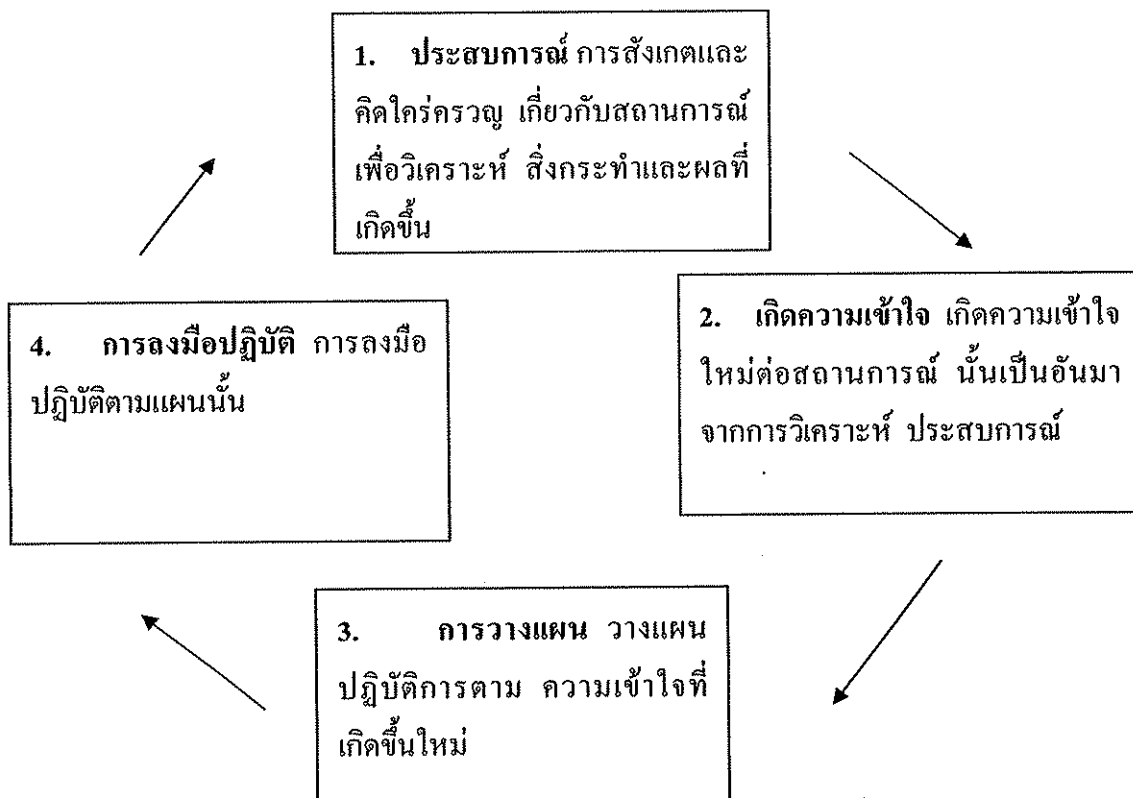 1. ประสบการณ์ การสังเกตและ
คิดใคร่ครวญ เกี่ยวกับสถานการณ์
เพื่อวิเคราะห์ สิ่งกระทำและผลที่
เกิดขึ้น
2. เกิดความเข้าใจ เกิดความเข้าใจ
ใหม่ต่อสถานการณ์ นั้นเป็นอันมา
จากการวิเคราะห์ ประสบการณ์
3. การวางแผน วางแผน
ปฏิบัติการตาม ความเข้าใจที่
เกิดขึ้นใหม่
4. การลงมือปฏิบัติ การลงมือ
ปฏิบัติตามแผนนั้น